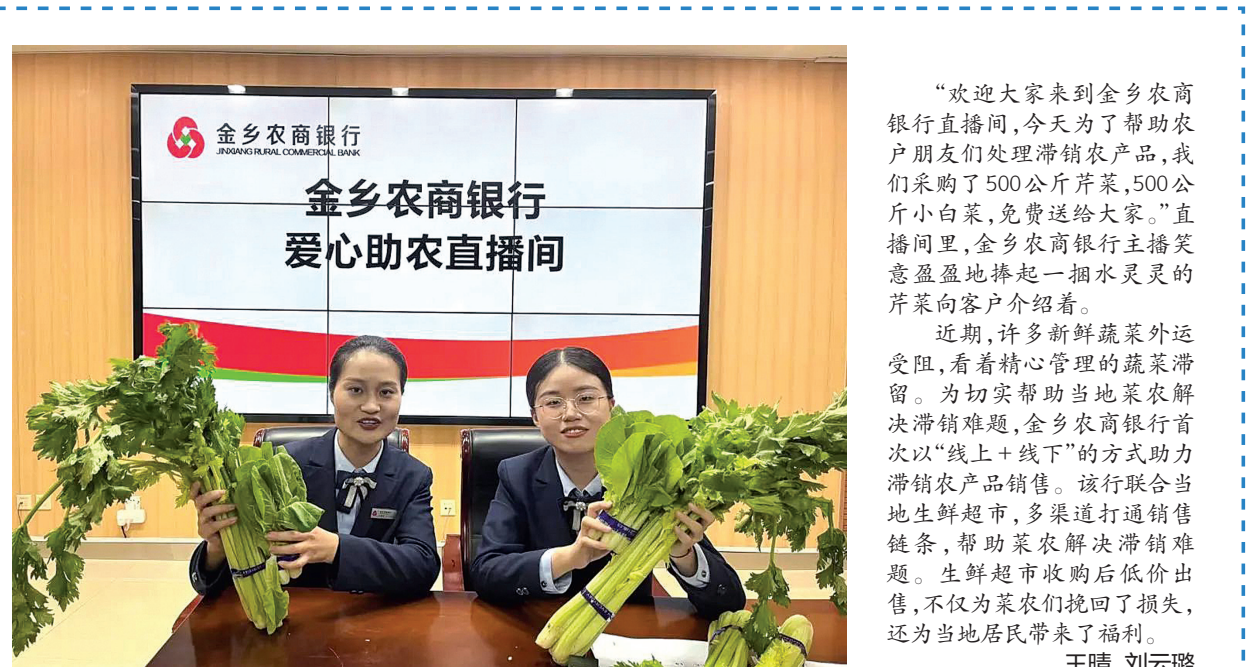 金乡农商银行
JINXIANG RURAL COMMERCIAL BANK
金乡农商银行
爱心助农直播间
“欢迎大家来到金乡农商
银行直播间,今天为了帮助农
户朋友们处理滞销农产品,我
们采购了500公斤芹菜,500公
斤小白菜,免费送给大家。”直
播间里,金乡农商银行主播笑
意盈盈地捧起一捆水灵灵的
芹菜向客户介绍着。
近期,许多新鲜蔬菜外运
受阻,看着精心管理的蔬菜滞
留。为切实帮助当地菜农解
决滞销难题,金乡农商银行首
次以“线上+线下”的方式助力
滞销农产品销售。该行联合当
地生鲜超市,多渠道打通销售
链条,帮助菜农解决滞销难
题。生鲜超市收购后低价出
售,不仅为菜农们挽回了损失,
还为当地居民带来了福利。
王晴 刘云璐